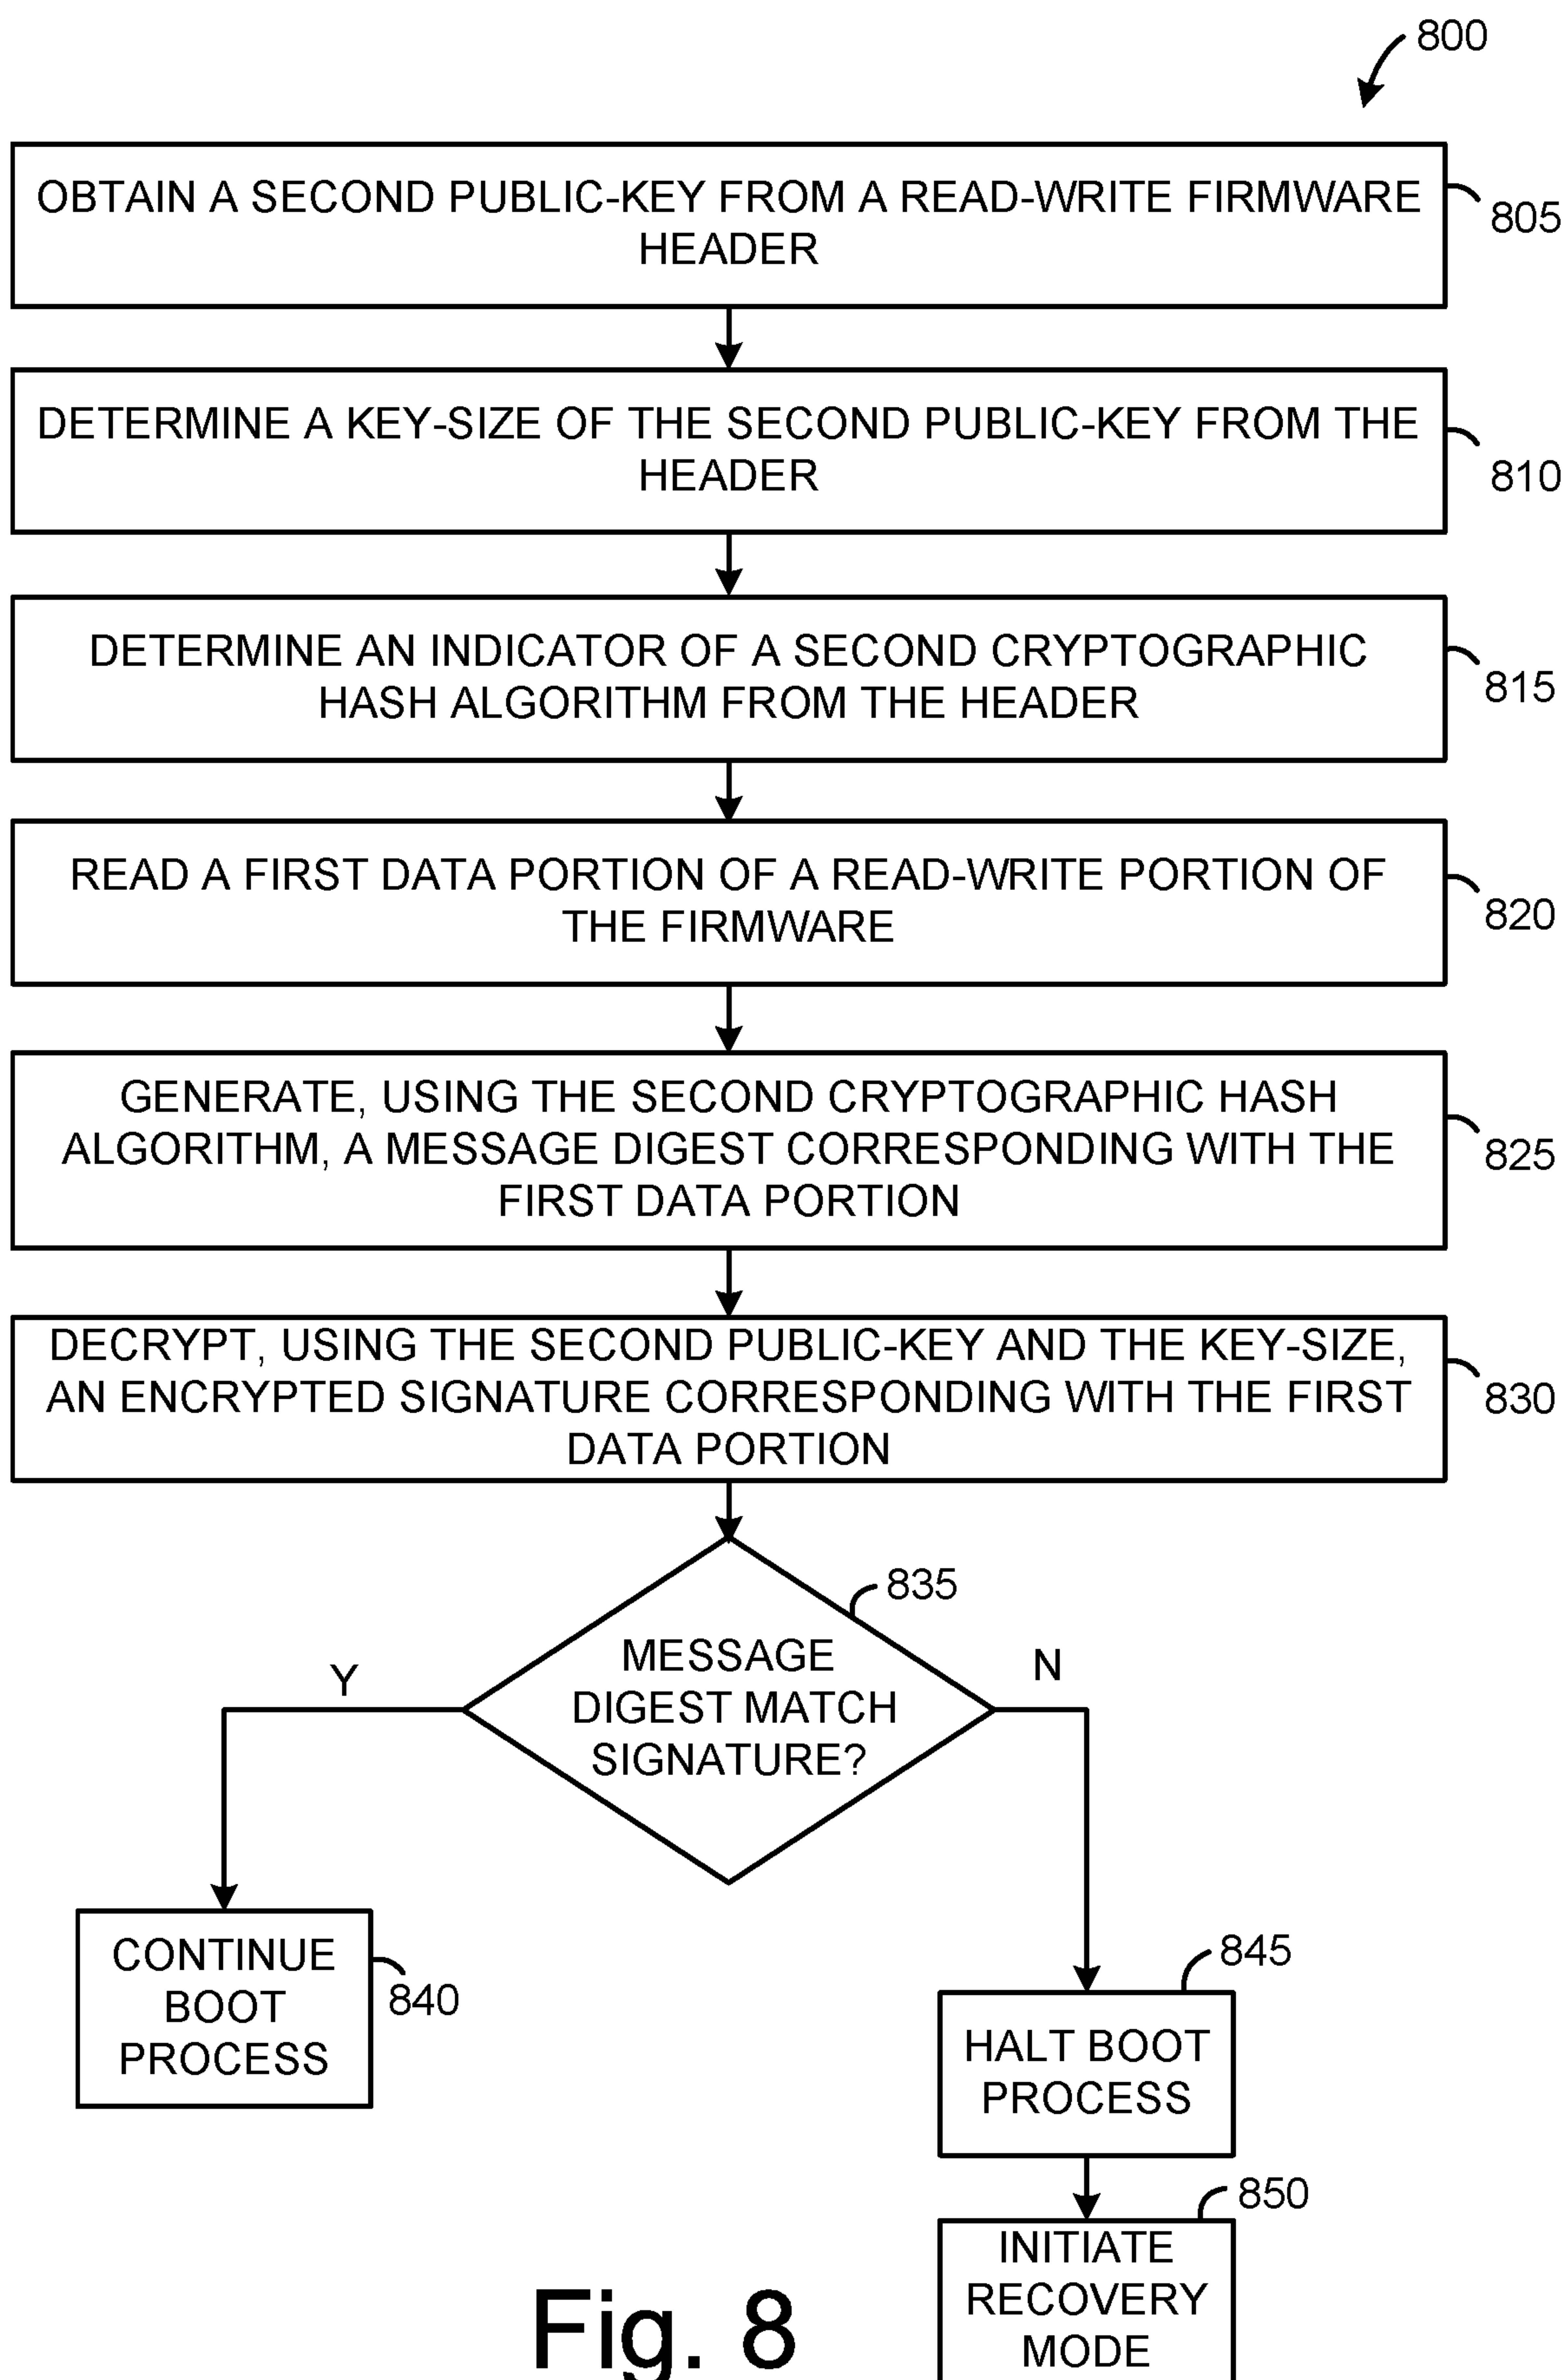 800
OBTAIN A SECOND PUBLIC-KEY FROM A READ-WRITE FIRMWARE
HEADER
805
DETERMINE A KEY-SIZE OF THE SECOND PUBLIC-KEY FROM THE
HEADER
810
DETERMINE AN INDICATOR OF A SECOND CRYPTOGRAPHIC
HASH ALGORITHM FROM THE HEADER
815
READ A FIRST DATA PORTION OF A READ-WRITE PORTION OF
THE FIRMWARE
820
GENERATE, USING THE SECOND CRYPTOGRAPHIC HASH
ALGORITHM, A MESSAGE DIGEST CORRESPONDING WITH THE
FIRST DATA PORTION
825
DECRYPT, USING THE SECOND PUBLIC-KEY AND THE KEY-SIZE,
AN ENCRYPTED SIGNATURE CORRESPONDING WITH THE FIRST
DATA PORTION
830
835
MESSAGE
DIGEST MATCH
SIGNATURE?
Y
N
CONTINUE
BOOT
PROCESS
840
845
HALT BOOT
PROCESS
850
INITIATE
RECOVERY
MODE
Fig. 8